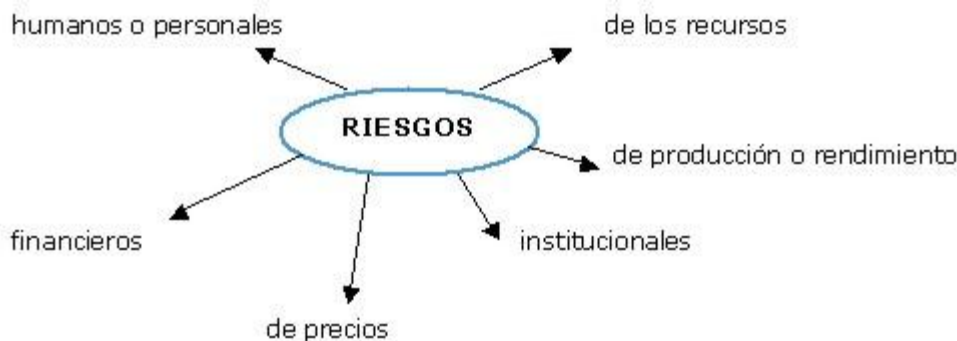 humanos o personales
de los recursos
RIESGOS
de producción o rendimiento
financieros
institucionales
de precios